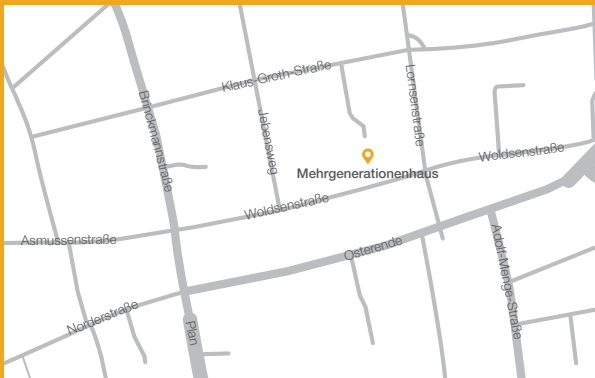 Klaus-Groth-Straße
Lornsenstraße
Brinckmannstraße
Jebensweg
Woldsenstraße
Mehrgenerationenhaus
Woldsenstraße
Asmussenstraße
Osterende
Adolf-Menge-Straße
Norderstraße
Plan